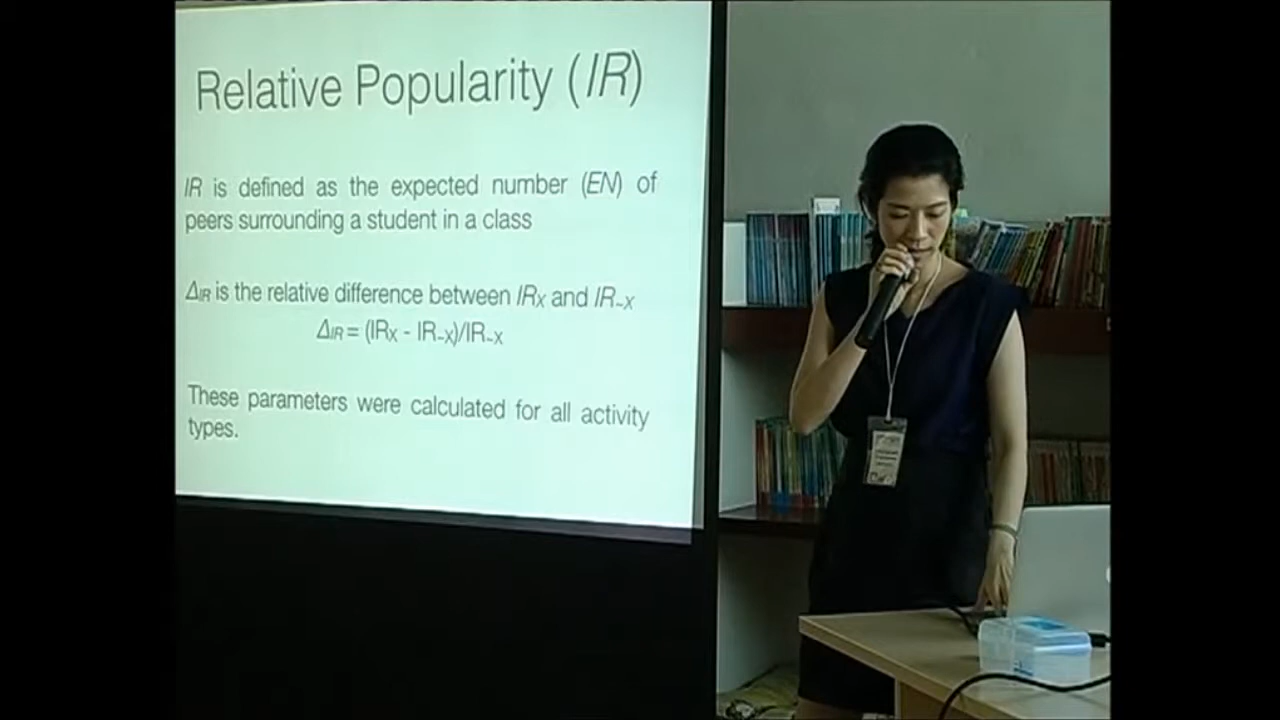 Relative Popularity (IR)
IR is defined as the expected number (EN) of
peers surrounding a student in a class
ΔIR is the relative difference between IRX and IR~X
ΔIR = (IRX - IR~X)/IR~X
These parameters were calculated for all activity
types.